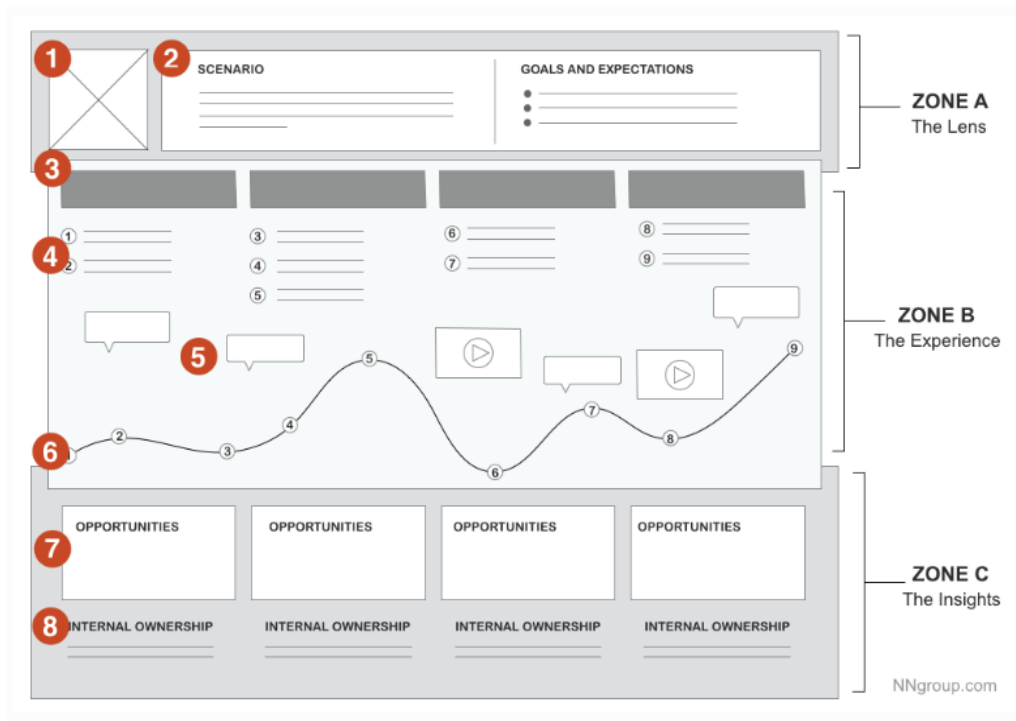 1
2
SCENARIO
GOALS AND EXPECTATIONS
ZONE A
The Lens
3
4
1
2
3
4
5
6
7
8
9
5
ZONE B
The Experience
6
1
2
3
4
5
6
7
8
9
7
OPPORTUNITIES
OPPORTUNITIES
OPPORTUNITIES
OPPORTUNITIES
ZONE C
The Insights
8
INTERNAL OWNERSHIP
INTERNAL OWNERSHIP
INTERNAL OWNERSHIP
INTERNAL OWNERSHIP
NNgroup.com